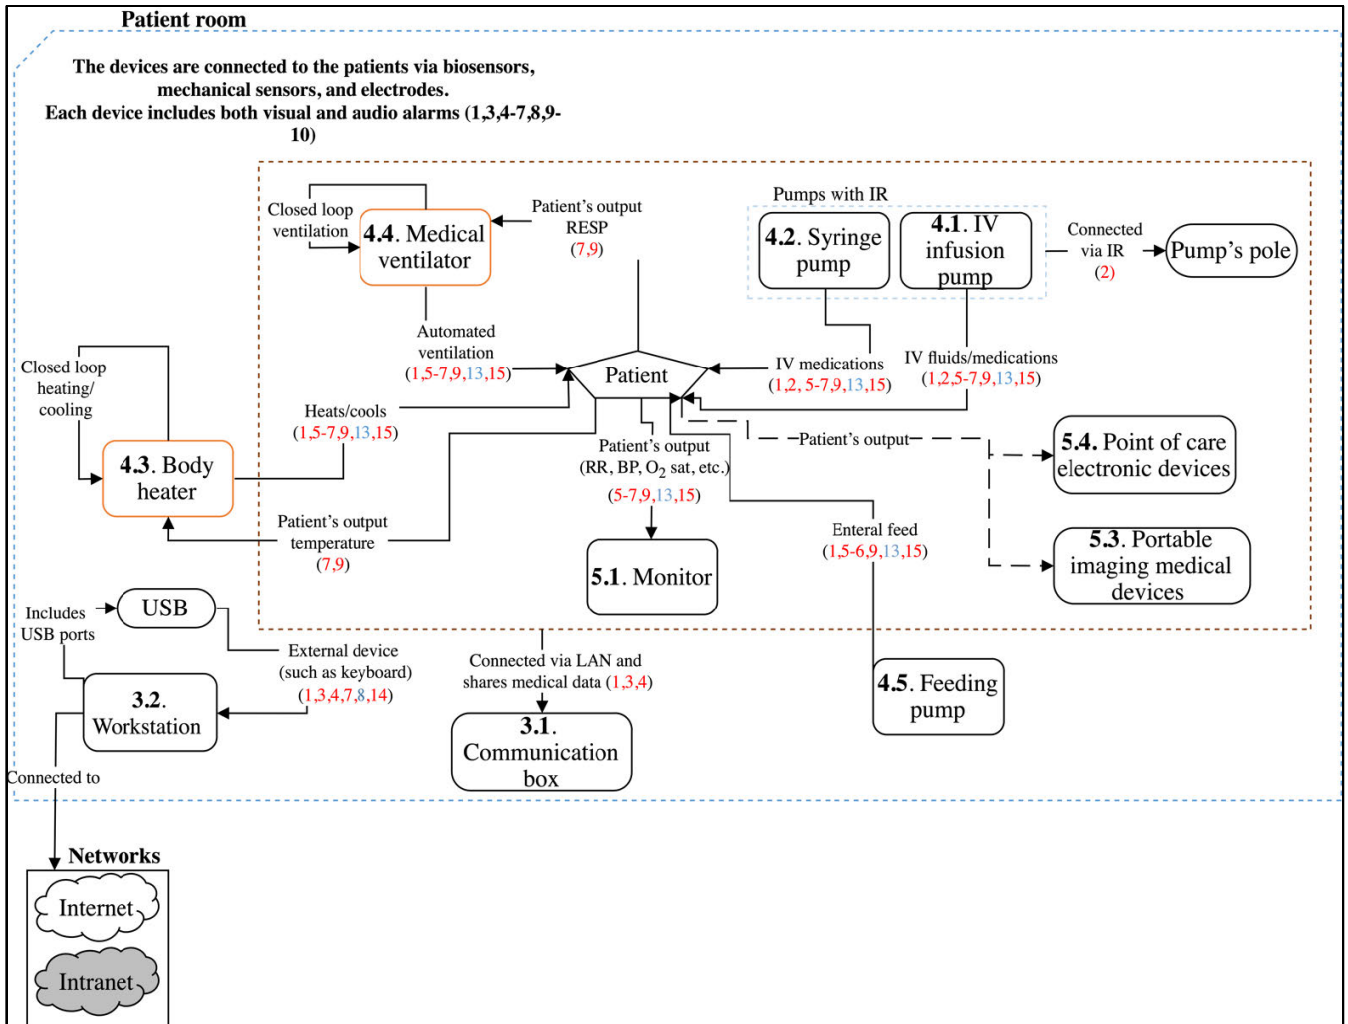 Patient room
The devices are connected to the patients via biosensors,
mechanical sensors, and electrodes.
Each device includes both visual and audio alarms (1,3,4-7,8,9-
10)
Closed loop
ventilation
4.4. Medical
ventilator
Patient's output
RESP
(7,9)
Pumps with IR
4.2. Syringe
pump
4.1. IV
infusion
pump
Connected
via IR
(2)
Pump's pole
Automated
ventilation
(1,5-7,9,13,15)
Patient
IV medications
(1,2, 5-7,9,13,15)
IV fluids/medications
(1,2,5-7,9,13,15)
Closed loop
heating/
cooling
Heats/cools
(1,5-7,9,13,15)
4.3. Body
heater
Patient's output
(RR, BP, O2 sat, etc.)
(5-7,9,13,15)
Patient's output
5.4. Point of care
electronic devices
Patient's output
temperature
(7,9)
5.1. Monitor
Enteral feed
(1,5-6,9,13,15)
5.3. Portable
imaging medical
devices
Includes
USB ports
USB
External device
(such as keyboard)
(1,3,4,7,8,14)
3.2.
Workstation
Connected via LAN and
shares medical data (1,3,4)
3.1.
Communication
box
4.5. Feeding
pump
Connected to
Networks
Internet
Intranet